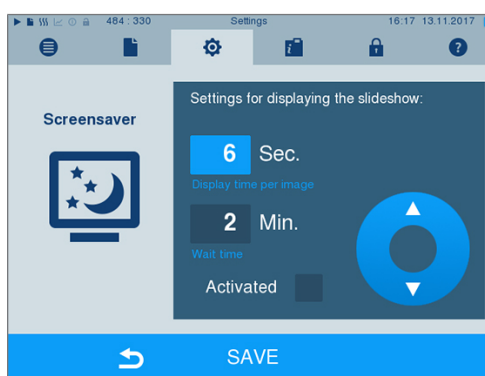 484 : 330 Settings 16:17 13.11.2017
Screensaver
Settings for displaying the slideshow:
6 Sec.
Display time per image
2 Min.
Wait time
Activated
SAVE